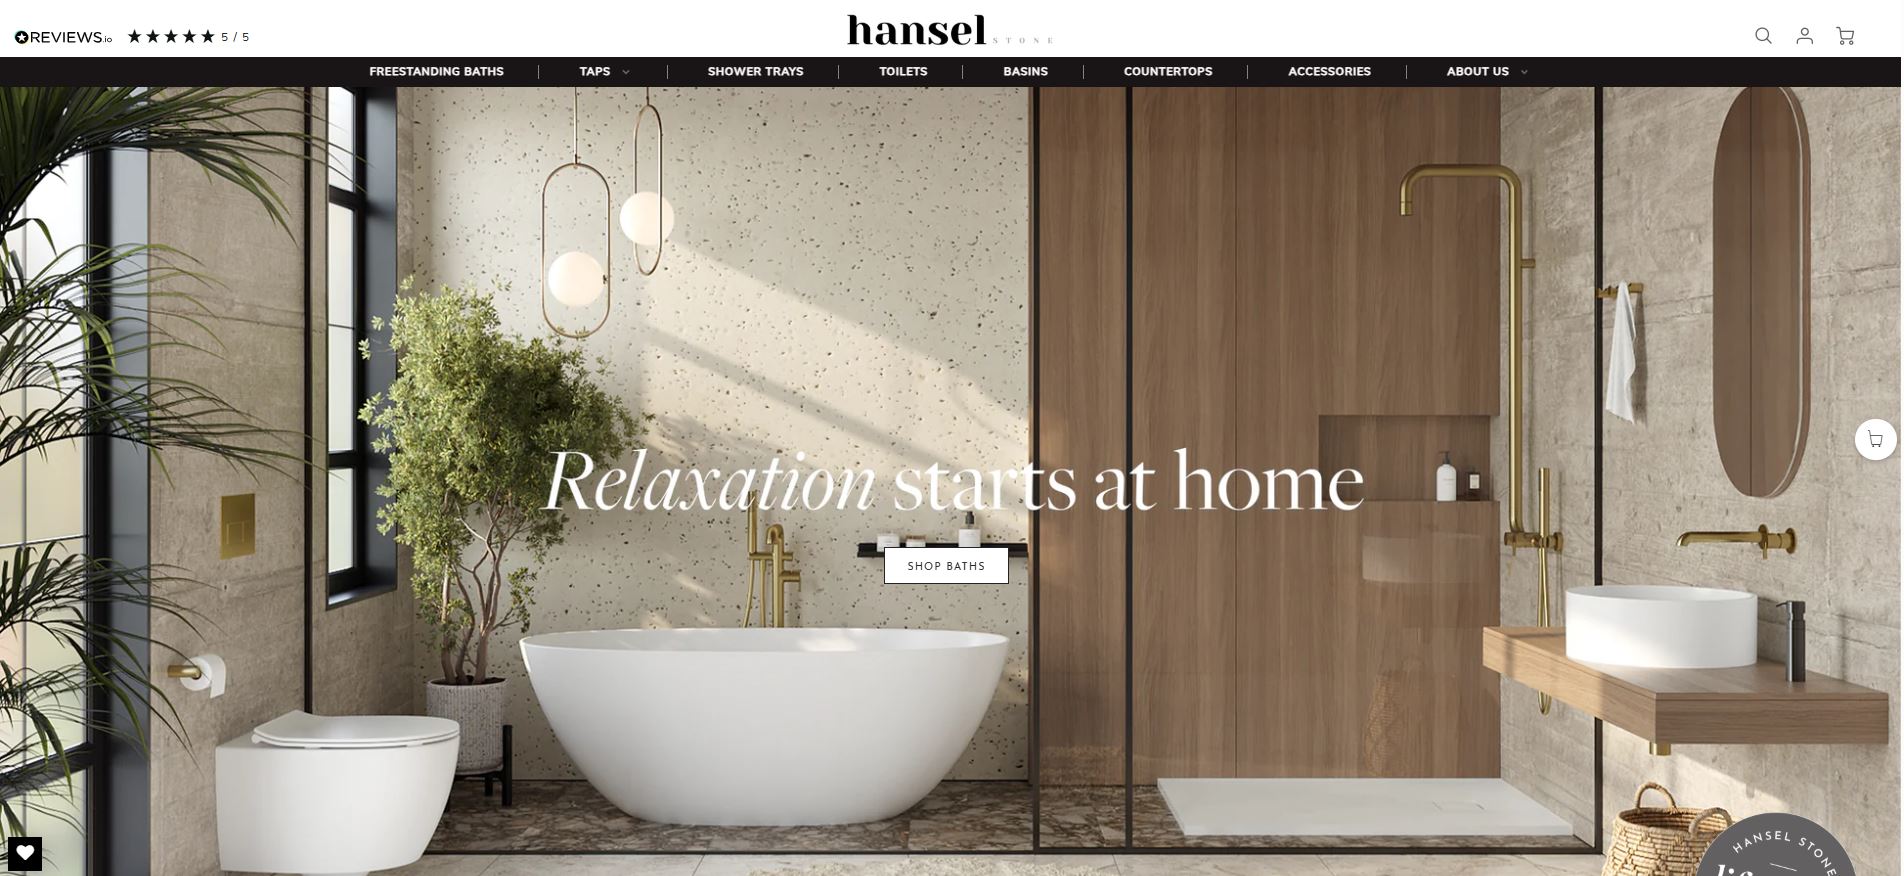 REVIEWS.io ★★★★★ 5 / 5
hansel STONE
FREESTANDING BATHS
TAPS
SHOWER TRAYS
TOILETS
BASINS
COUNTERTOPS
ACCESSORIES
ABOUT US
Relaxation starts at home
SHOP BATHS
HANSEL STONE